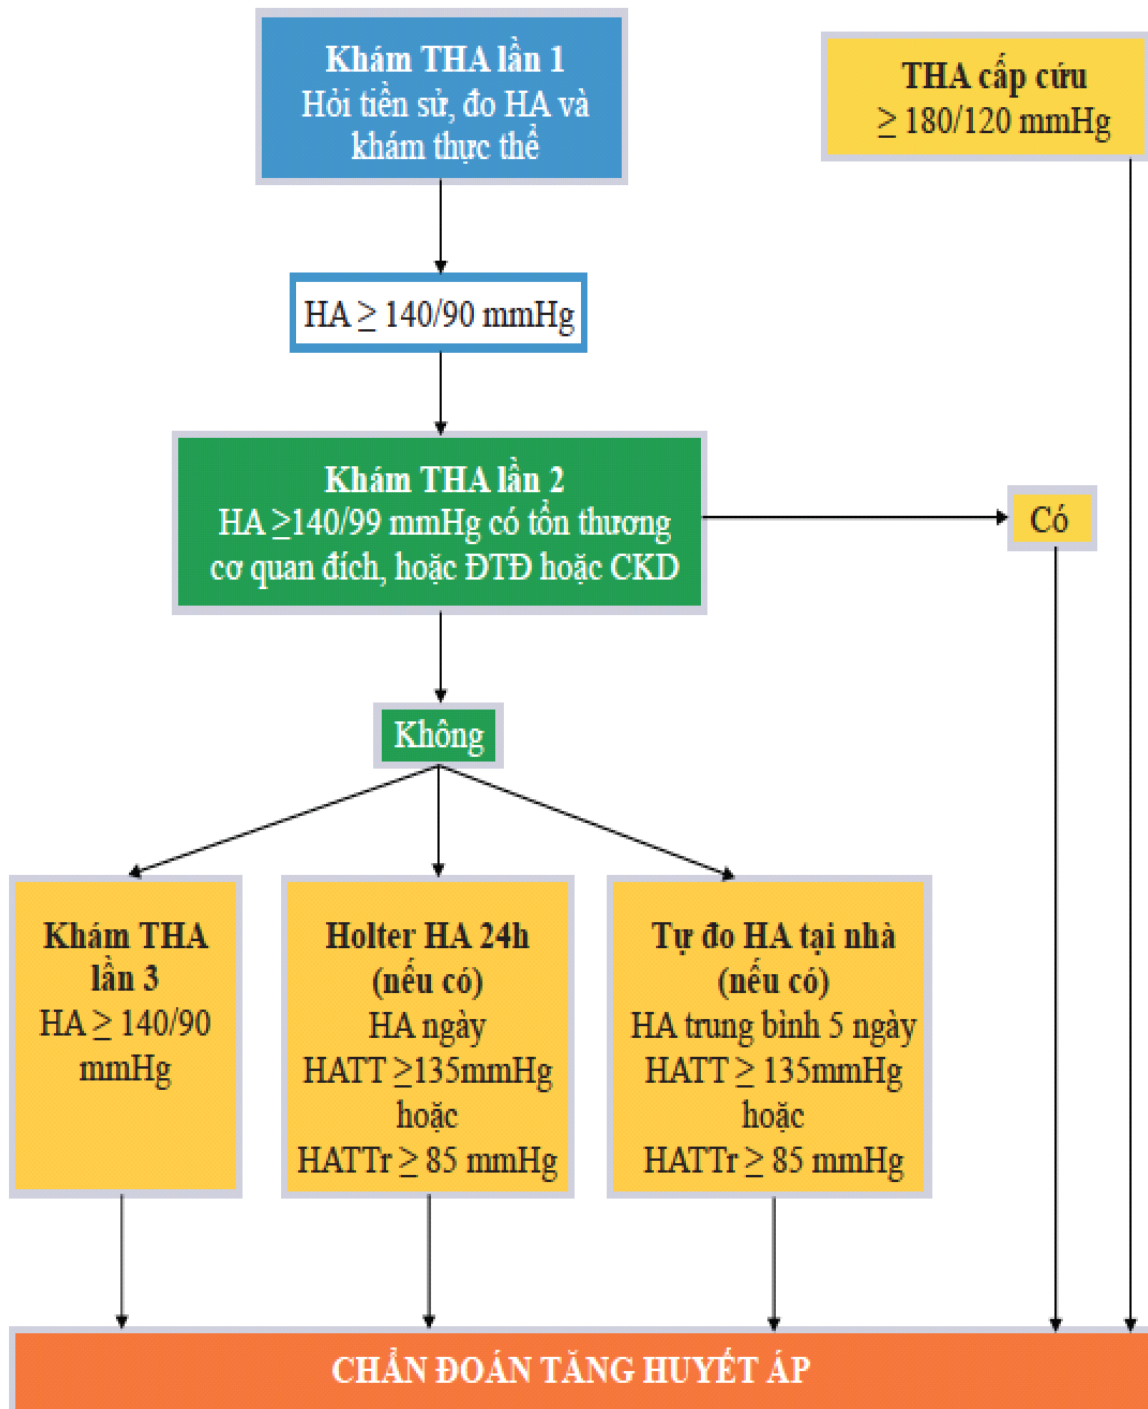 Khám THA lần 1
Hỏi tiền sử, đo HA và
khám thực thể
THA cấp cứu
≥ 180/120 mmHg
HA ≥ 140/90 mmHg
Khám THA lần 2
HA ≥140/99 mmHg có tổn thương
cơ quan đích, hoặc ĐTĐ hoặc CKD
Có
Không
Khám THA
lần 3
HA ≥ 140/90
mmHg
Holter HA 24h
(nếu có)
HA ngày
HATT ≥135mmHg
hoặc
HATTr ≥ 85 mmHg
Tự đo HA tại nhà
(nếu có)
HA trung bình 5 ngày
HATT ≥ 135mmHg
hoặc
HATTr ≥ 85 mmHg
CHẨN ĐOÁN TĂNG HUYẾT ÁP